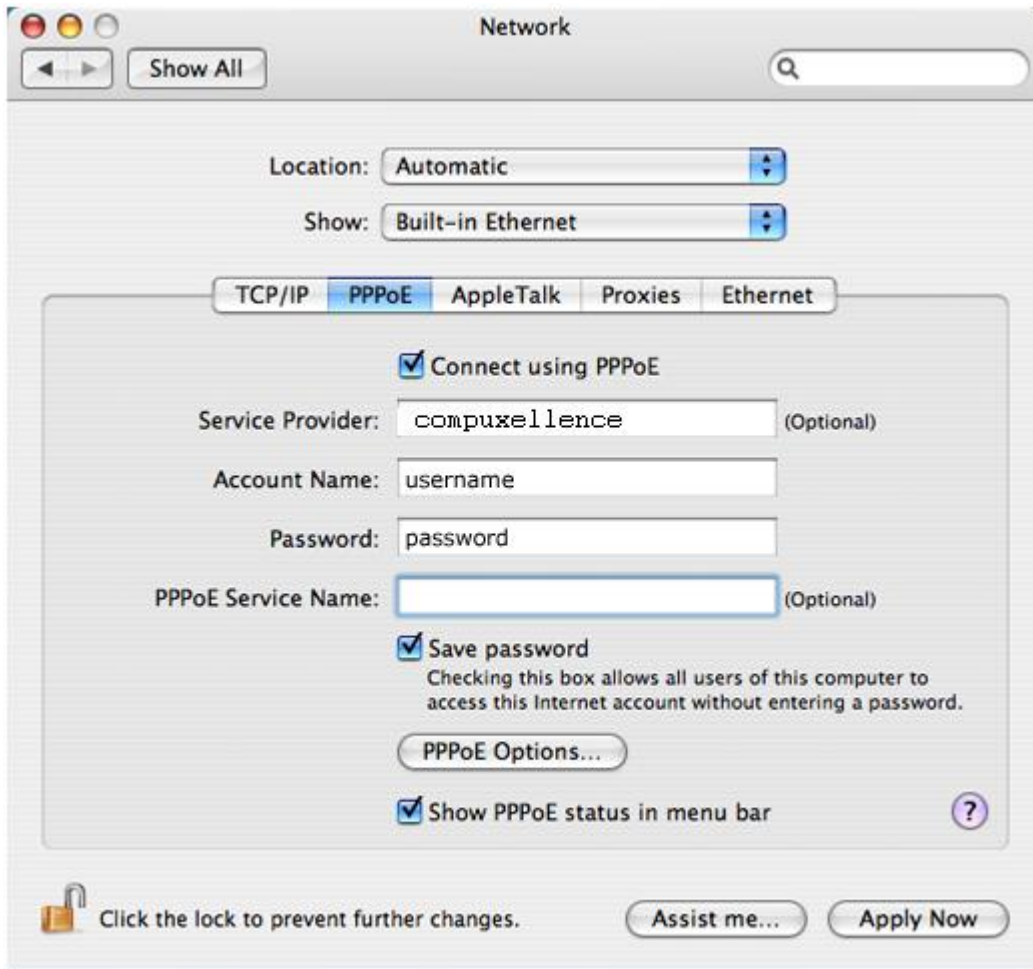 Network
Show All
Location: Automatic
Show: Built-in Ethernet
TCP/IP PPPoE AppleTalk Proxies Ethernet
Connect using PPPoE
Service Provider: compuxellence (Optional)
Account Name: username
Password: password
PPPoE Service Name: (Optional)
Save password
Checking this box allows all users of this computer to
access this Internet account without entering a password.
PPPoE Options...
Show PPPoE status in menu bar ?
Click the lock to prevent further changes. Assist me... Apply Now